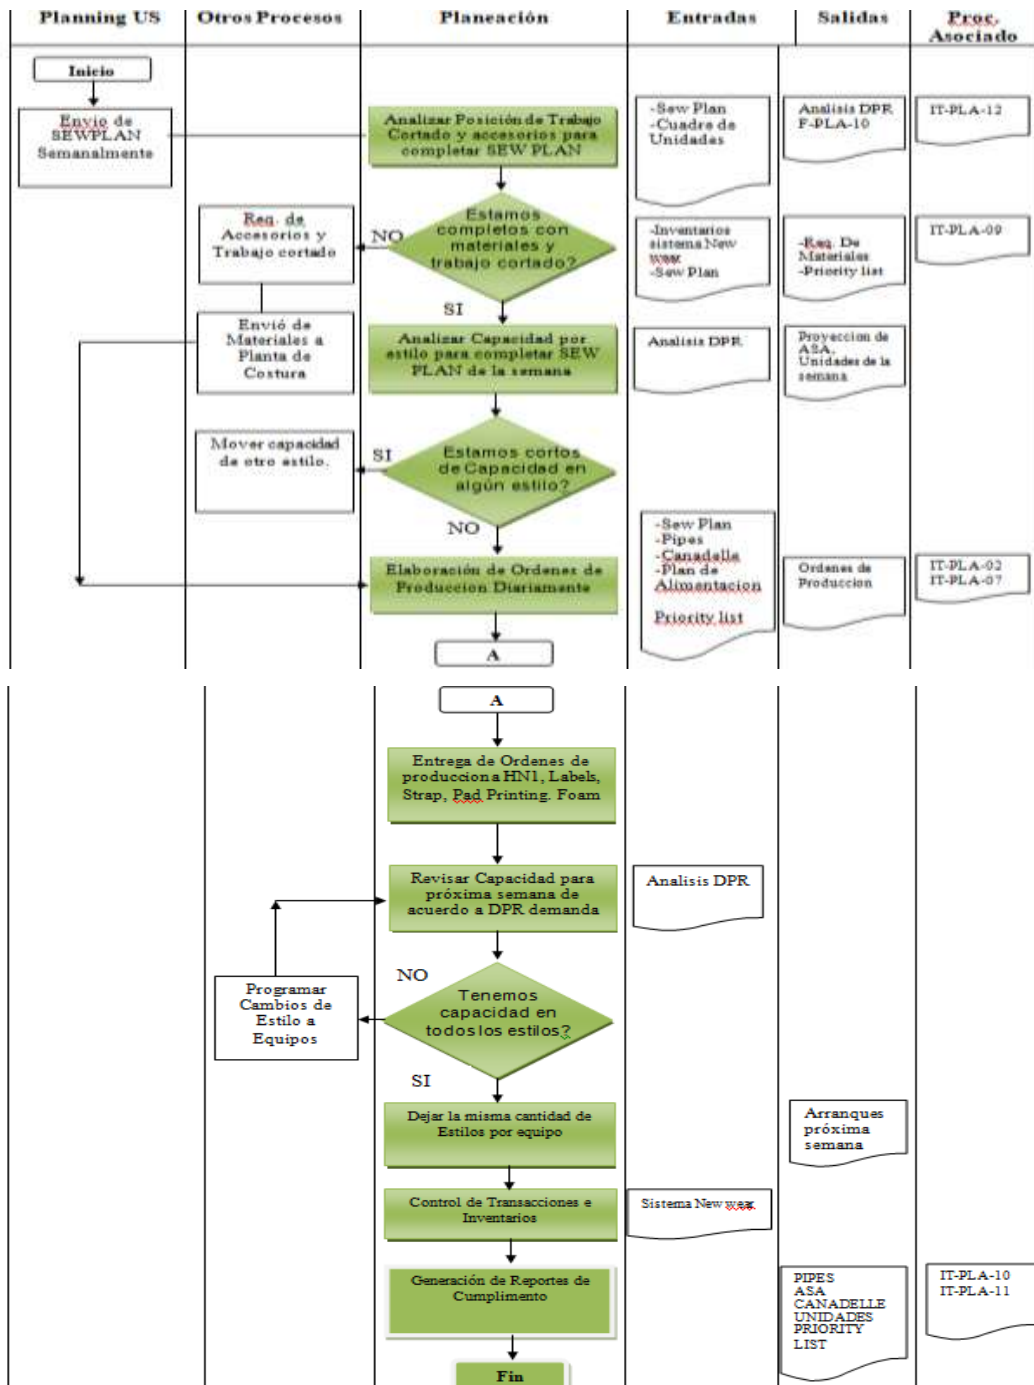 Planning US
Otros Procesos
Planeación
Entradas
Salidas
Proc.
Asociado
Inicio
Envio de
SEWPLAN
Semanalmente
Analizar Posición de Trabajo
Cortado y accesorios para
completar SEW PLAN
-Sew Plan
-Cuadre de
Unidades
Analisis DPR
F-PLA-10
IT-PLA-12
Req. de
Accesorios y
Trabajo cortado
NO
Estamos
completos con
materiales y
trabajo cortado?
-Inventarios
sistema New
wear
-Sew Plan
-Req. De
Materiales
-Priority list
IT-PLA-09
SI
Envió de
Materiales a
Planta de
Costura
Analizar Capacidad por
estilo para completar SEW
PLAN de la semana
Analisis DPR
Proyeccion de
ASA,
Unidades de la
semana
Mover capacidad
de otro estilo.
SI
Estamos cortos
de Capacidad en
algún estilo?
NO
Elaboración de Ordenes de
Produccion Diariamente
-Sew Plan
-Pipes
-Canadelle
-Plan de
Alimentacion
Priority list
Ordenes de
Produccion
IT-PLA-02
IT-PLA-07
A
A
Entrega de Ordenes de
produccion a HN1, Labels,
Strap, Pad Printing. Foam
Revisar Capacidad para
próxima semana de
acuerdo a DPR demanda
Analisis DPR
NO
Programar
Cambios de
Estilo a
Equipos
Tenemos
capacidad en
todos los estilos?
SI
Dejar la misma cantidad de
Estilos por equipo
Arranques
próxima
semana
Control de Transacciones e
Inventarios
Sistema New wear
Generación de Reportes de
Cumplimento
PIPES
ASA
CANADELLE
UNIDADES
PRIORITY
LIST
IT-PLA-10
IT-PLA-11
Fin